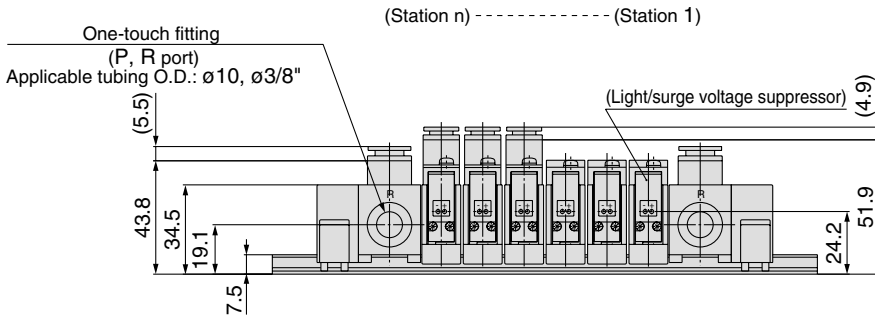 (Station n) ------------- (Station 1)
One-touch fitting
(P, R port)
Applicable tubing O.D.: ø10, ø3/8"
(Light/surge voltage suppressor)
(5.5)
(4.9)
43.8
34.5
19.1
7.5
R
R
24.2
51.9